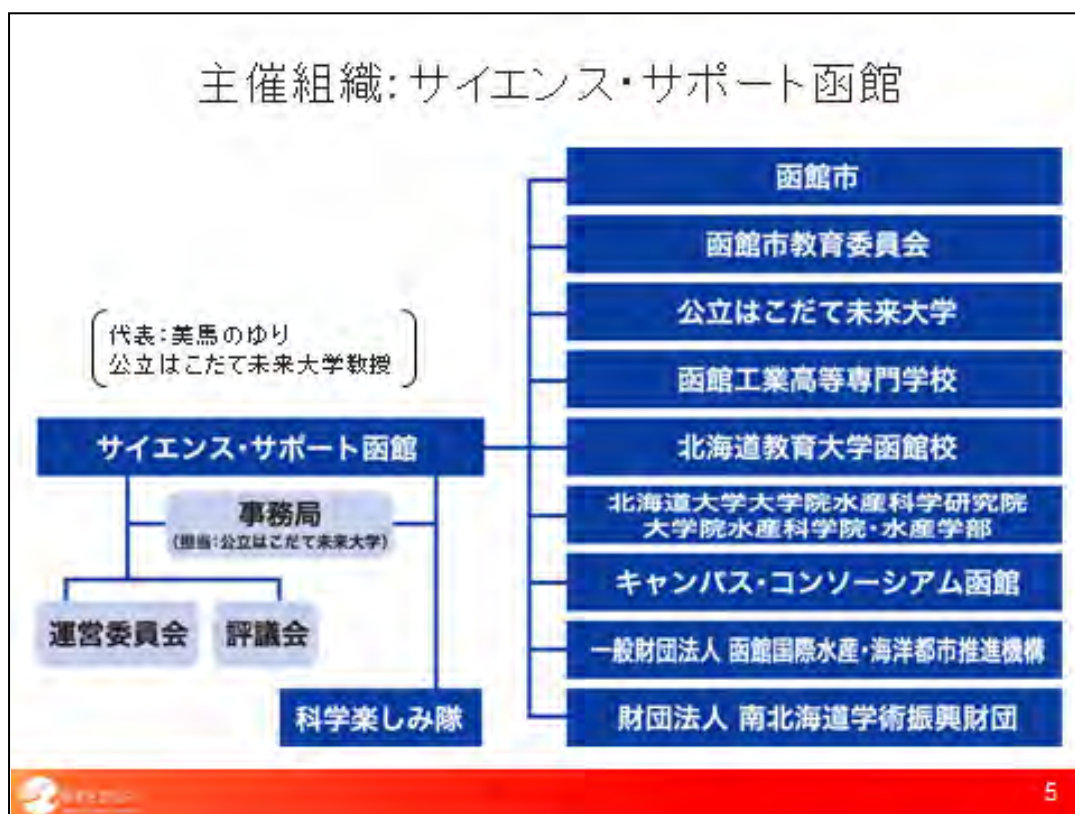 主催組織:サイエンス・サポート函館
代表:美馬のゆり
公立はこだて未来大学教授
サイエンス・サポート函館
事務局
(担当:公立はこだて未来大学)
運営委員会
評議会
科学楽しみ隊
函館市
函館市教育委員会
公立はこだて未来大学
函館工業高等専門学校
北海道教育大学函館校
北海道大学大学院水産科学研究院
大学院水産科学院・水産学部
キャンパス・コンソーシアム函館
一般財団法人 函館国際水産・海洋都市推進機構
財団法人 南北海道学術振興財団
5